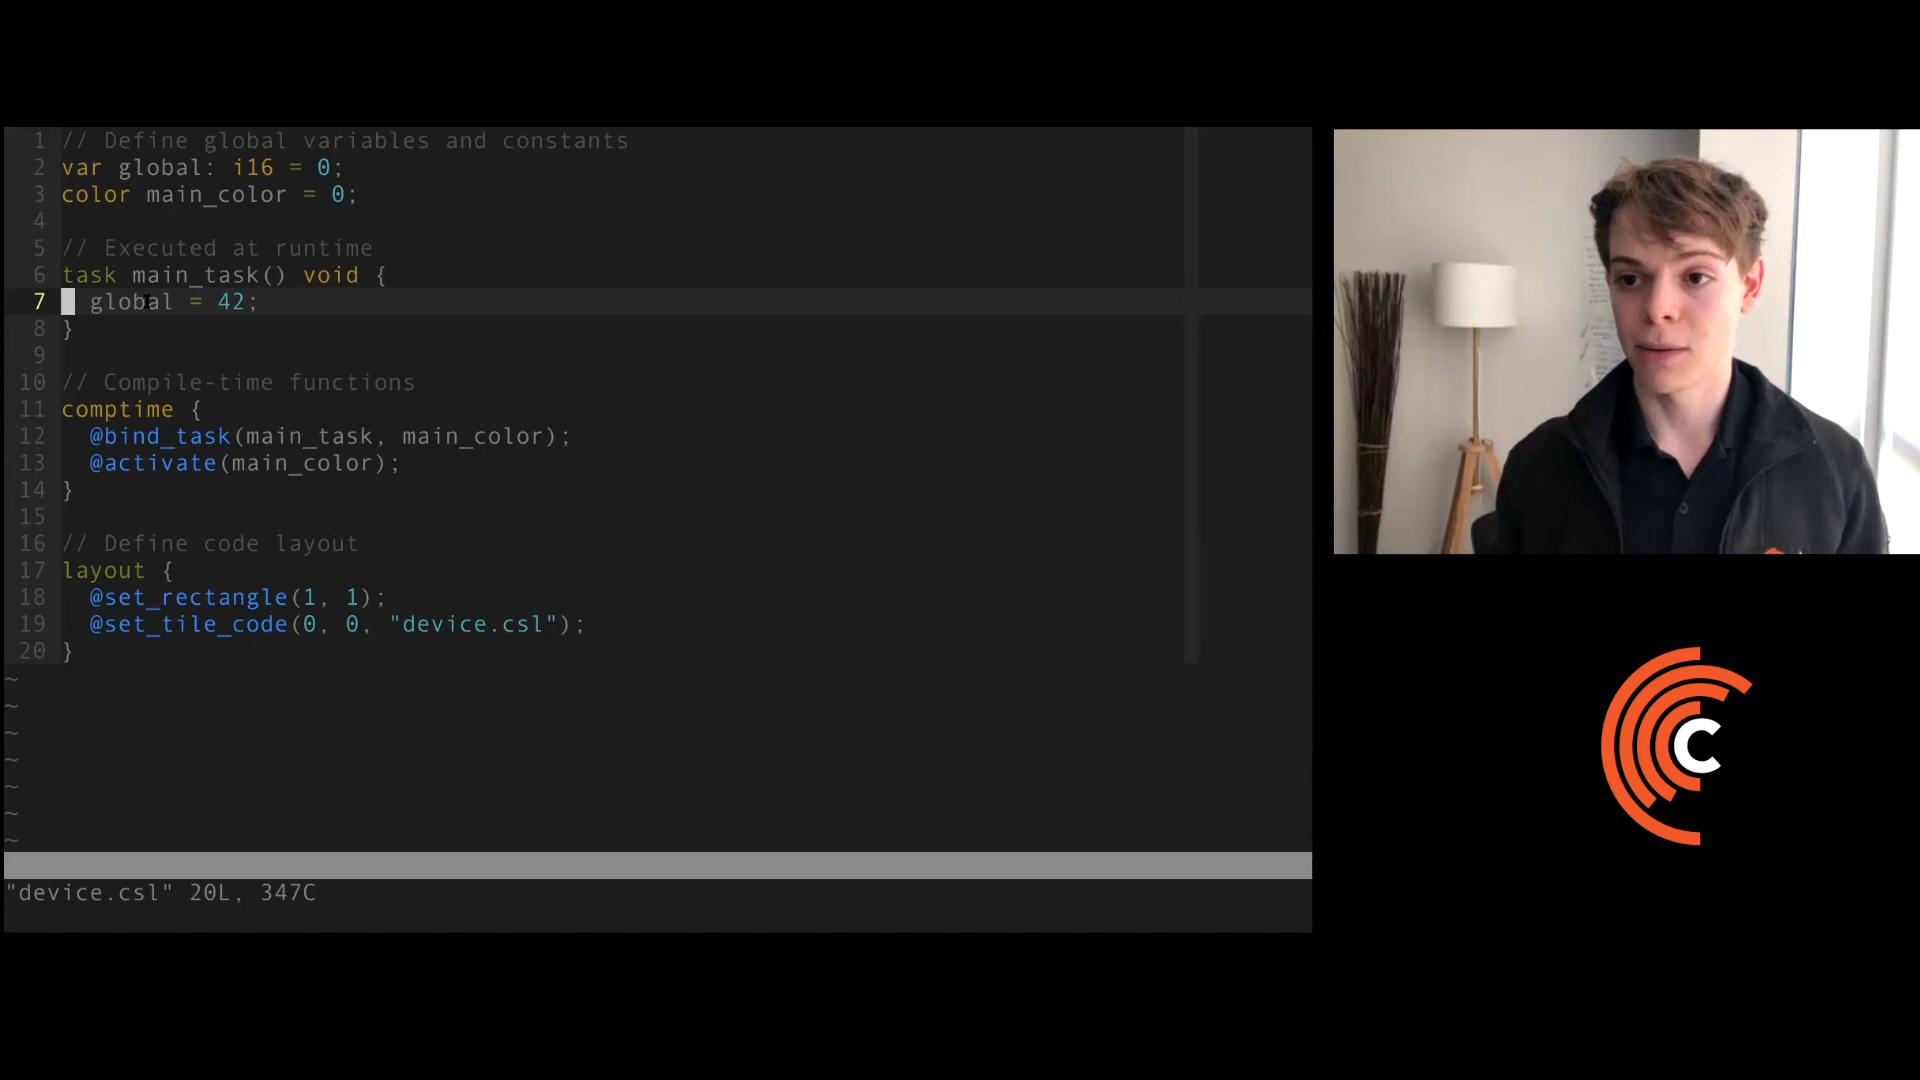 1 // Define global variables and constants
2 var global: i16 = 0;
3 color main_color = 0;
4
5 // Executed at runtime
6 task main_task() void {
7   global = 42;
8 }
9
10 // Compile-time functions
11 comptime {
12   @bind_task(main_task, main_color);
13   @activate(main_color);
14 }
15
16 // Define code layout
17 layout {
18   @set_rectangle(1, 1);
19   @set_tile_code(0, 0, "device.csl");
20 }
~
~
~
~
~
~
~
"device.csl" 20L, 347C
C